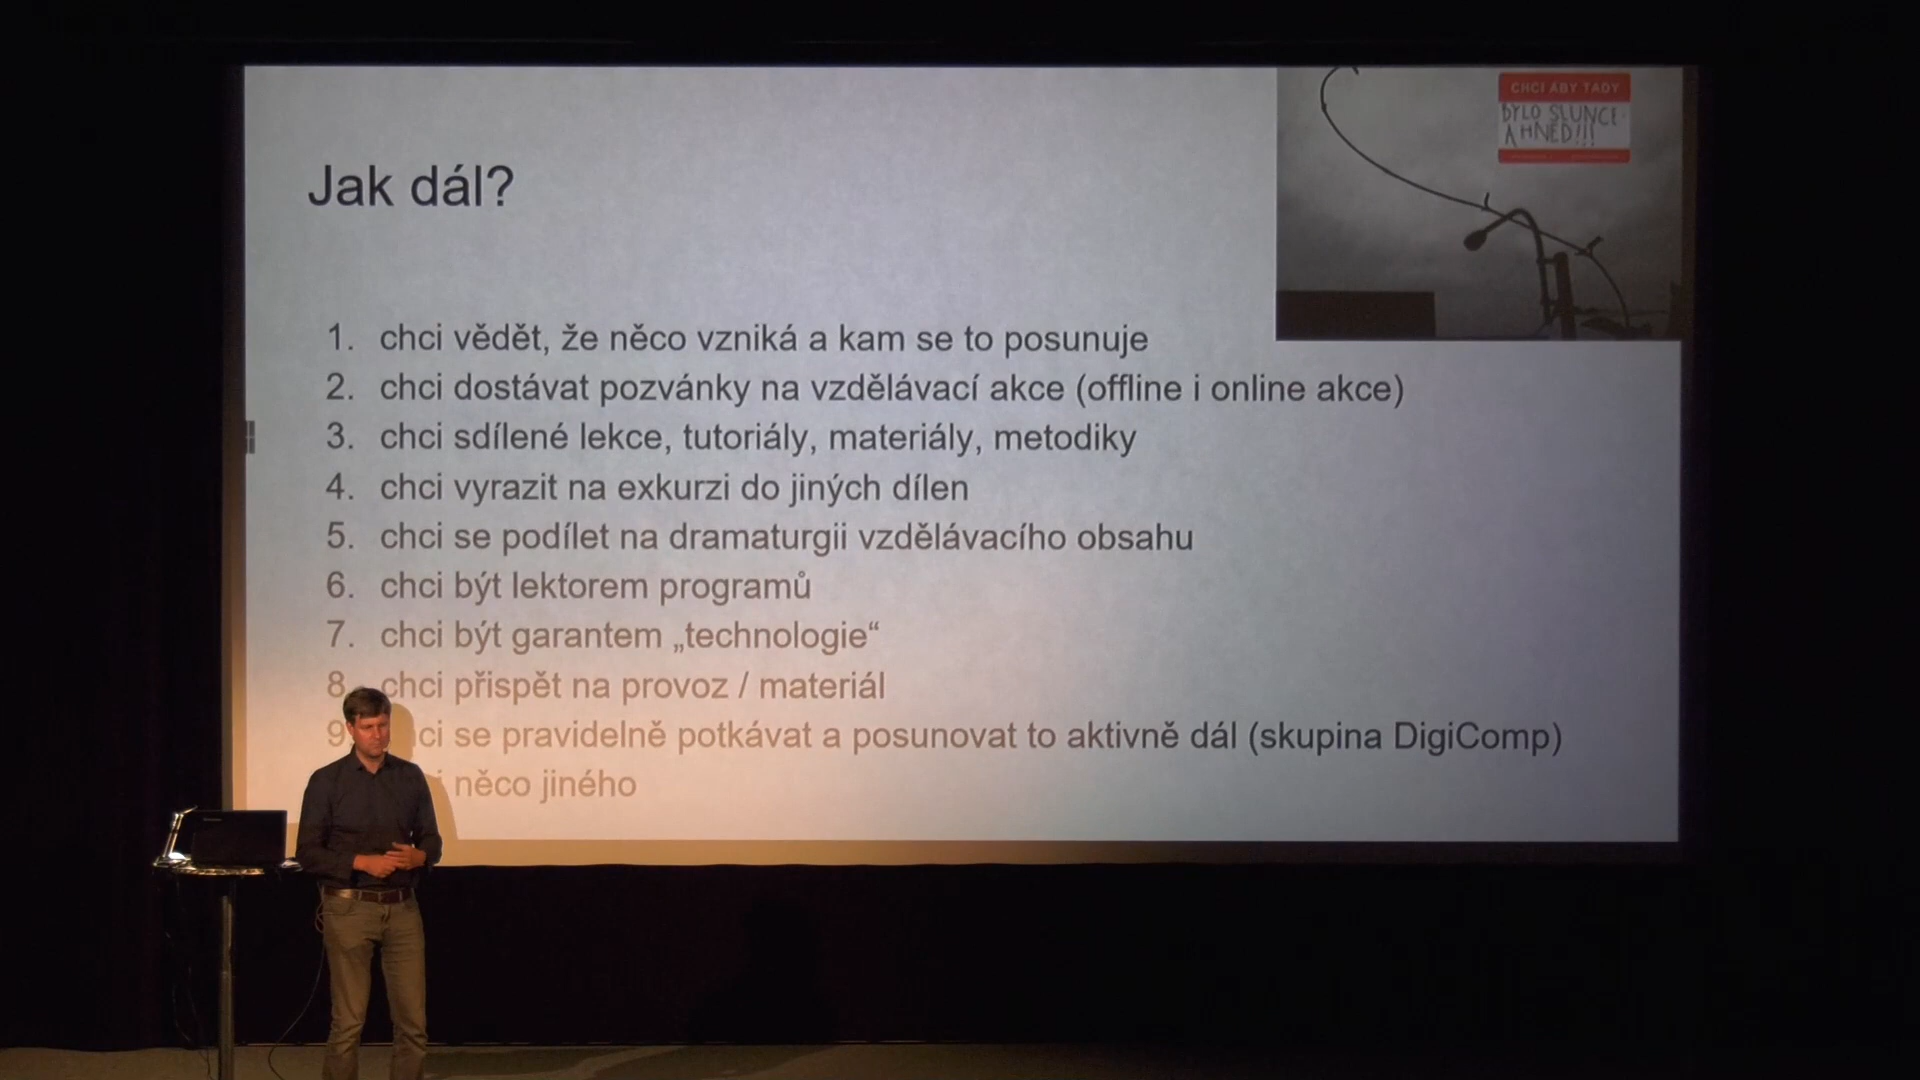 CHCI ABY TADY
BYLO SLUNCE
A HNED!!!
Jak dál?
1. chci vědět, že něco vzniká a kam se to posunuje
2. chci dostávat pozvánky na vzdělávací akce (offline i online akce)
3. chci sdílené lekce, tutoriály, materiály, metodiky
4. chci vyrazit na exkurzi do jiných dílen
5. chci se podílet na dramaturgii vzdělávacího obsahu
6. chci být lektorem programů
7. chci být garantem „technologie“
8. chci přispět na provoz / materiál
9 ci se pravidelně potkávat a posunovat to aktivně dál (skupina DigiComp)
něco jiného